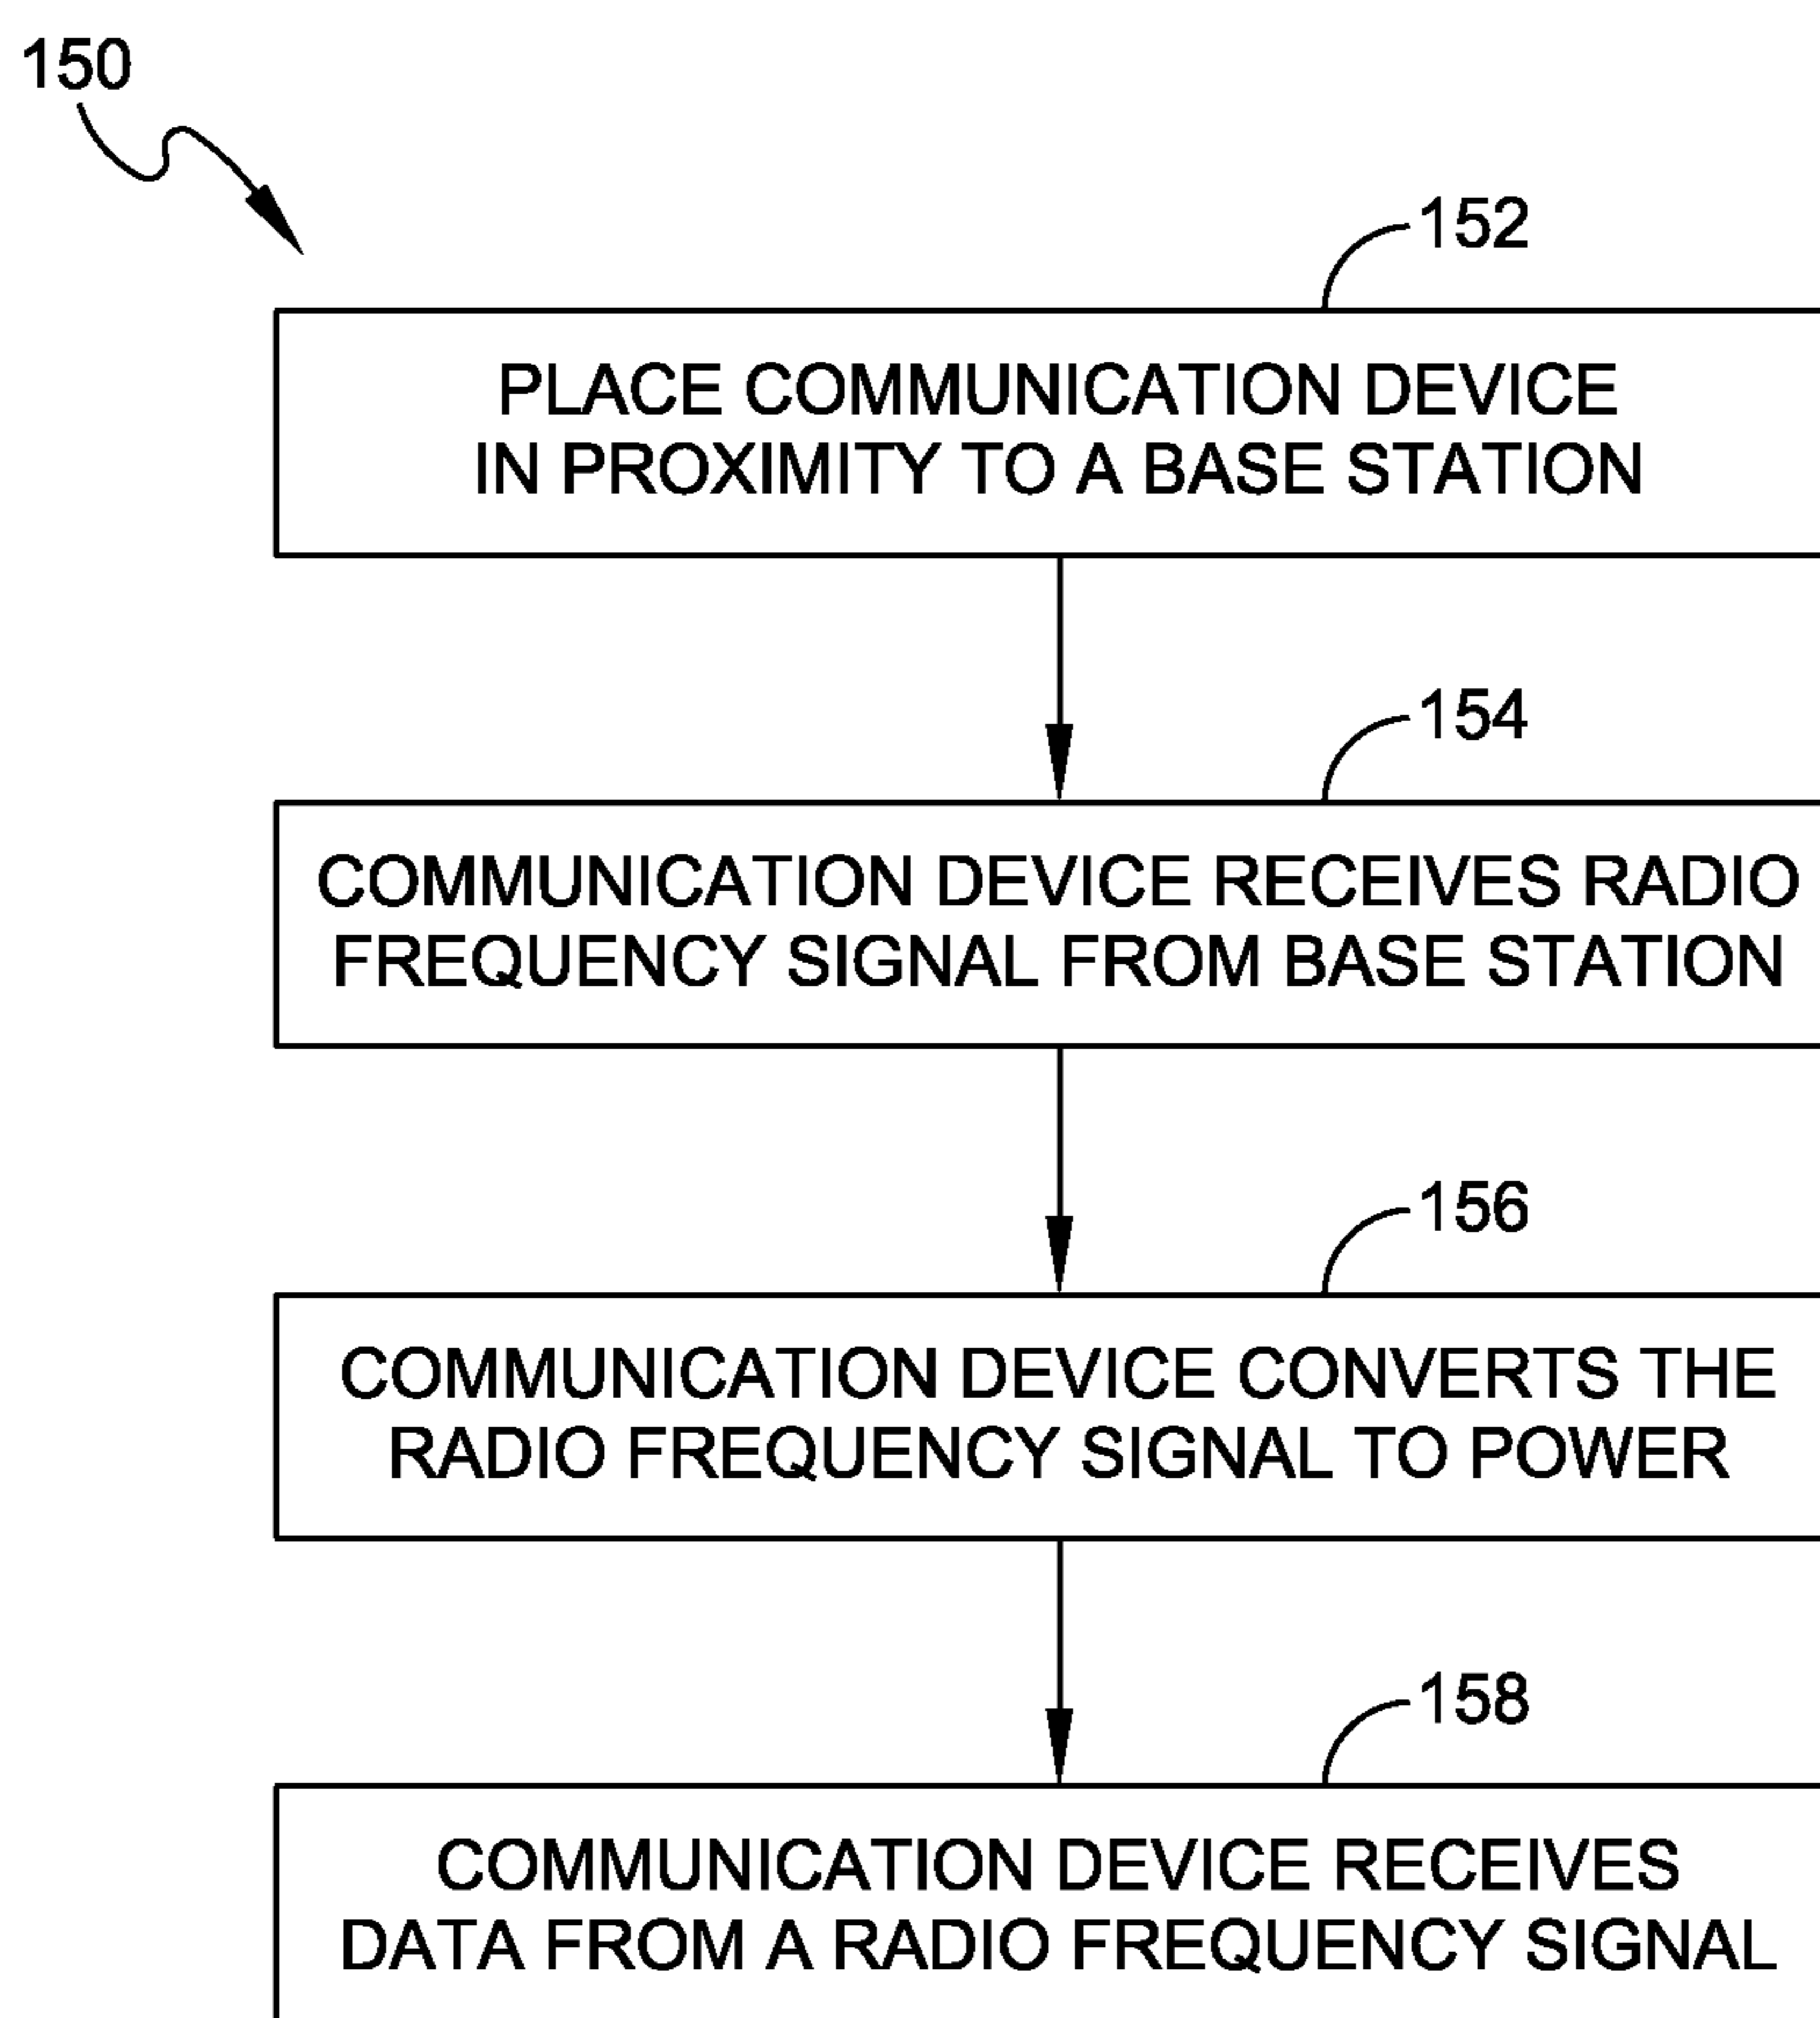 150
152
PLACE COMMUNICATION DEVICE
IN PROXIMITY TO A BASE STATION
154
COMMUNICATION DEVICE RECEIVES RADIO
FREQUENCY SIGNAL FROM BASE STATION
156
COMMUNICATION DEVICE CONVERTS THE
RADIO FREQUENCY SIGNAL TO POWER
158
COMMUNICATION DEVICE RECEIVES
DATA FROM A RADIO FREQUENCY SIGNAL